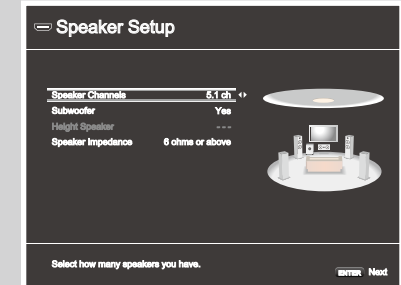 Speaker Setup
Speaker Channels 5.1 ch
Subwoofer Yes
Height Speaker ---
Speaker Impedance 6 ohms or above
Select how many speakers you have.
ENTER Next